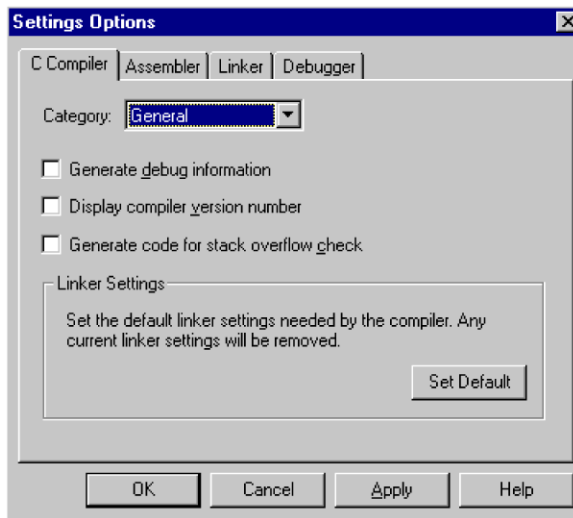 Settings Options
C Compiler Assembler Linker Debugger
Category: General
Generate debug information
Display compiler version number
Generate code for stack overflow check
Linker Settings
Set the default linker settings needed by the compiler. Any
current linker settings will be removed.
Set Default
OK Cancel Apply Help